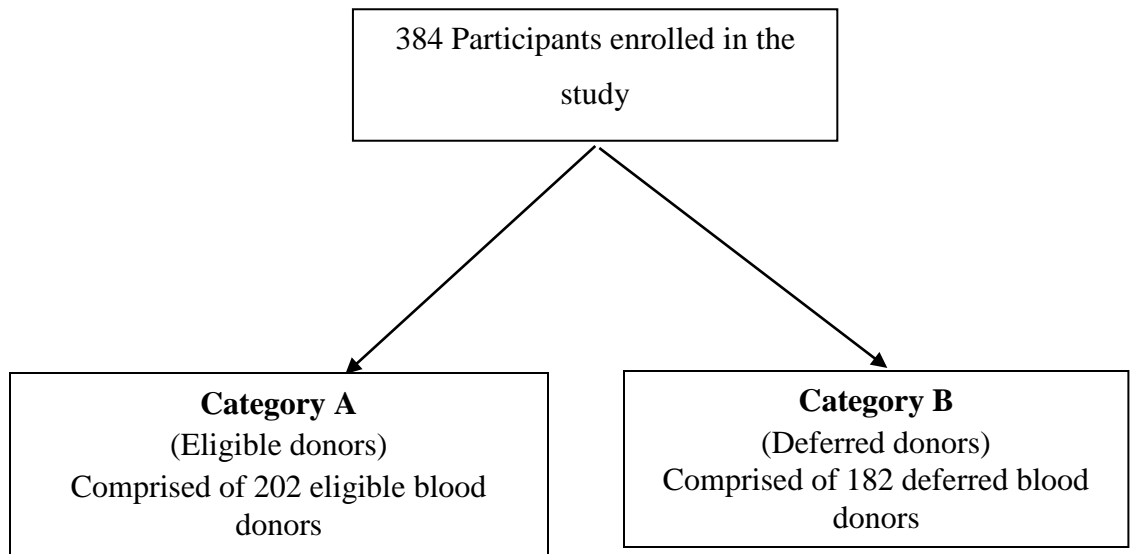 384 Participants enrolled in the
study
Category A
(Eligible donors)
Comprised of 202 eligible blood
donors
Category B
(Deferred donors)
Comprised of 182 deferred blood
donors